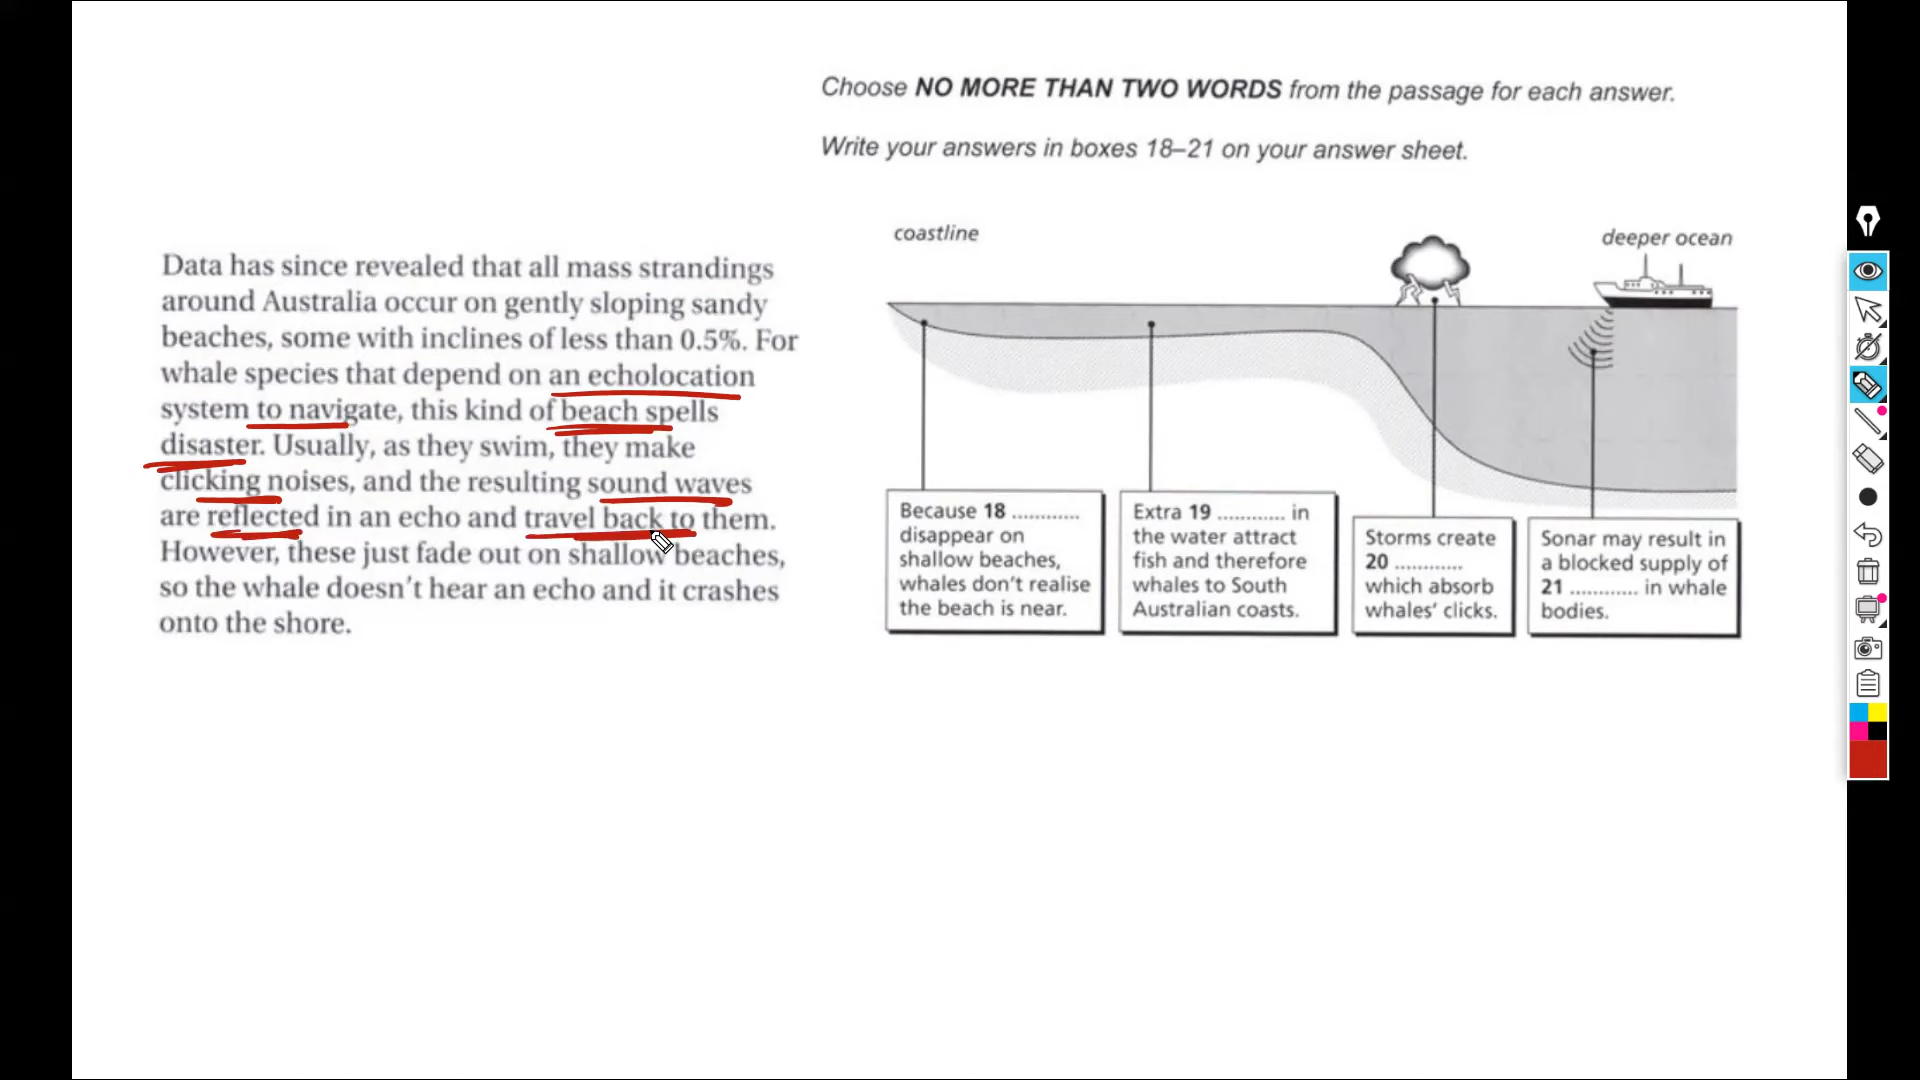 Choose NO MORE THAN TWO WORDS from the passage for each answer.
Write your answers in boxes 18–21 on your answer sheet.
Data has since revealed that all mass strandings
around Australia occur on gently sloping sandy
beaches, some with inclines of less than 0.5%. For
whale species that depend on an echolocation
system to navigate, this kind of beach spells
disaster. Usually, as they swim, they make
clicking noises, and the resulting sound waves
are reflected in an echo and travel back to them.
However, these just fade out on shallow beaches,
so the whale doesn't hear an echo and it crashes
onto the shore.
coastline
deeper ocean
Because 18 ............
disappear on
shallow beaches,
whales don't realise
the beach is near.
Extra 19 ............ in
the water attract
fish and therefore
whales to South
Australian coasts.
Storms create
20 ............
which absorb
whales' clicks.
Sonar may result in
a blocked supply of
21 ............ in whale
bodies.